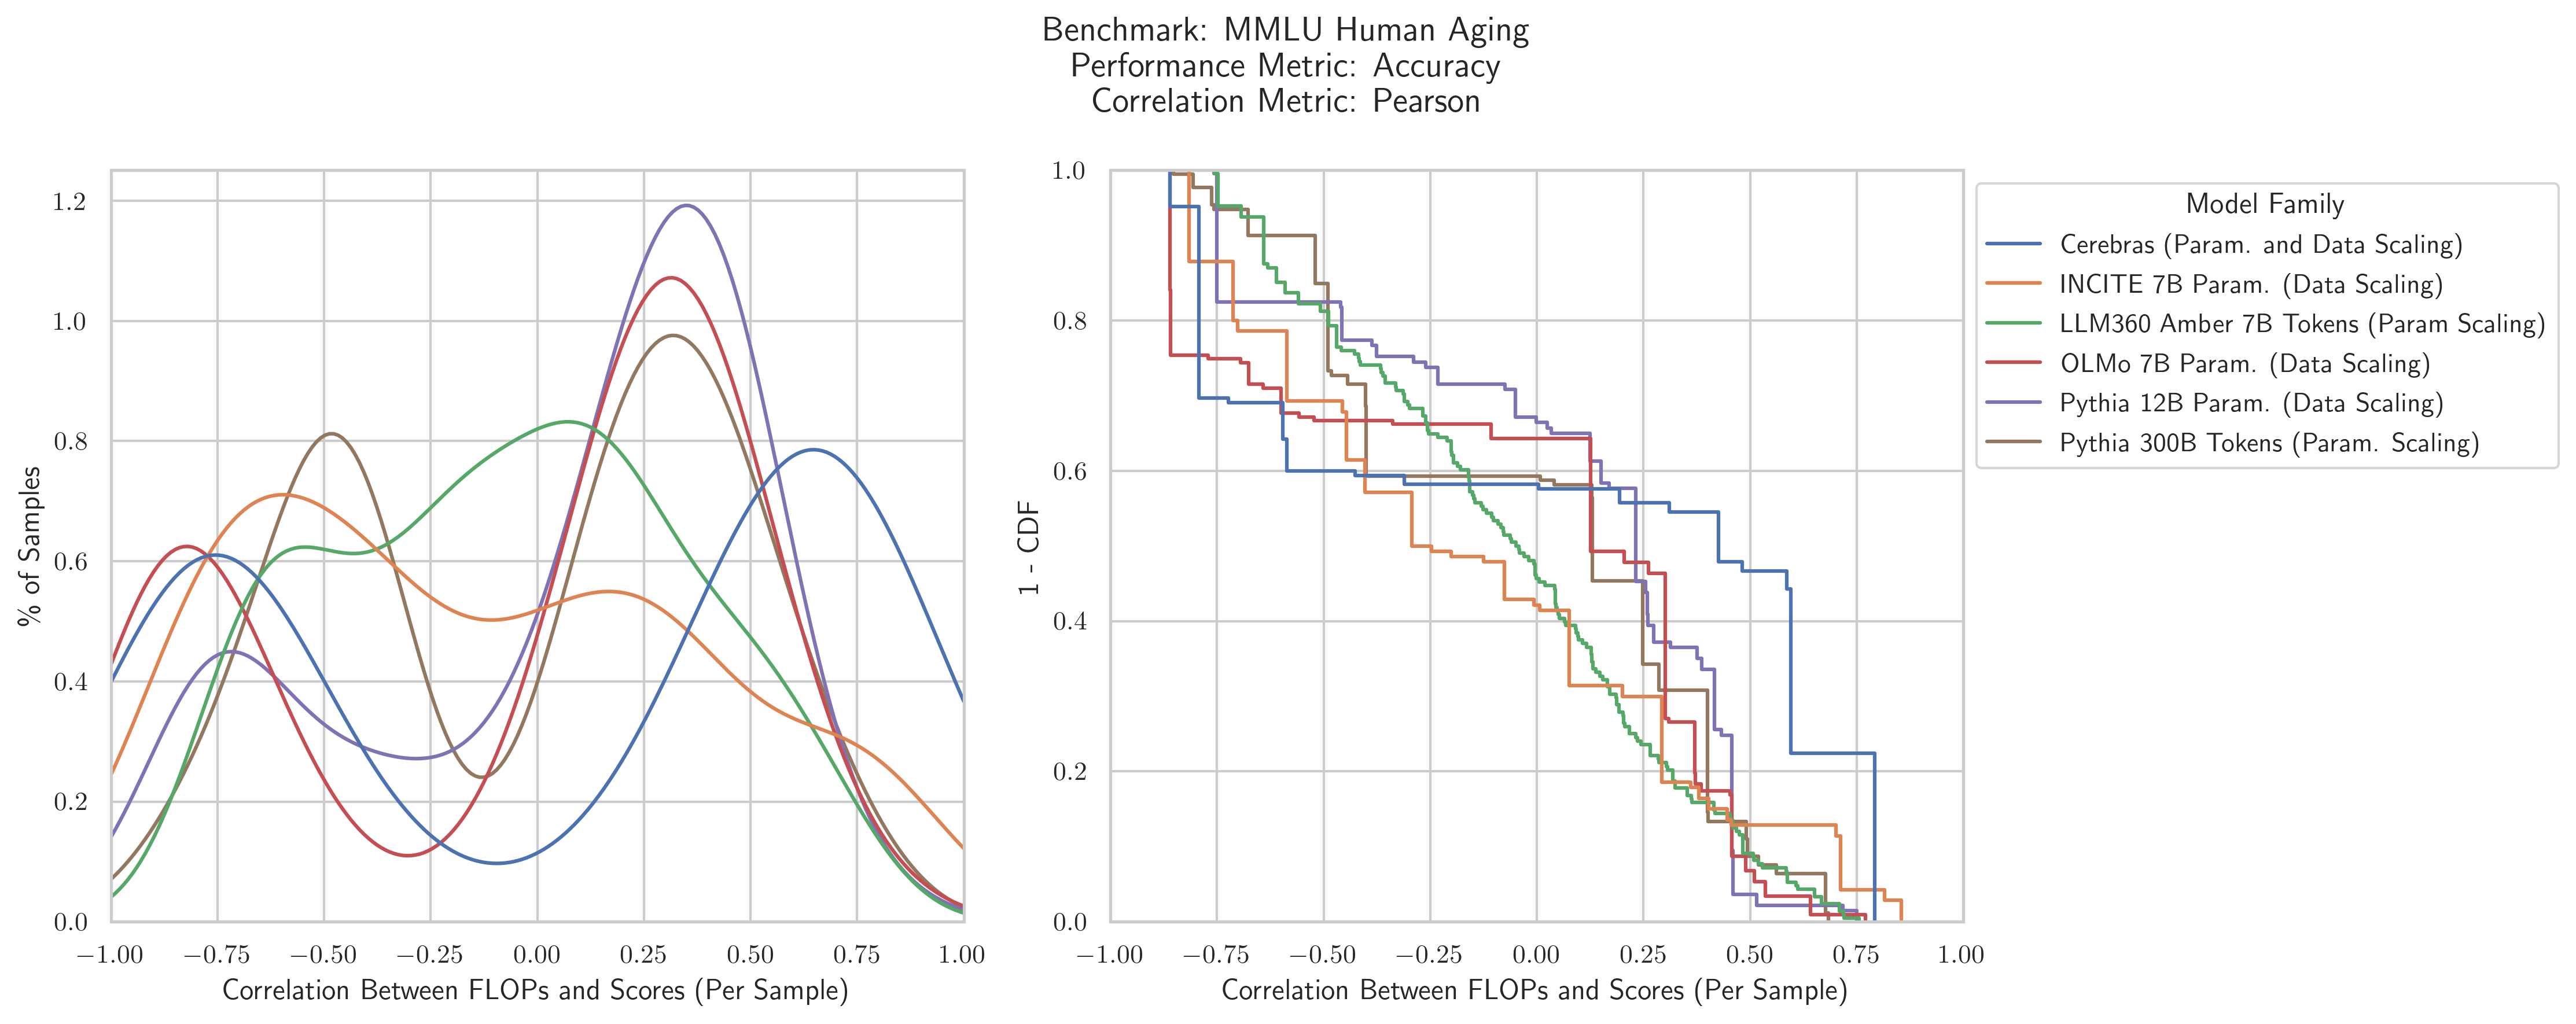 Benchmark: MMLU Human Aging
Performance Metric: Accuracy
Correlation Metric: Pearson
% of Samples
1.2
1.0
0.8
0.6
0.4
0.2
0.0
−1.00 −0.75 −0.50 −0.25 0.00 0.25 0.50 0.75 1.00
Correlation Between FLOPs and Scores (Per Sample)
1 - CDF
1.0
0.8
0.6
0.4
0.2
0.0
−1.00 −0.75 −0.50 −0.25 0.00 0.25 0.50 0.75 1.00
Correlation Between FLOPs and Scores (Per Sample)
Model Family
Cerebras (Param. and Data Scaling)
INCITE 7B Param. (Data Scaling)
LLM360 Amber 7B Tokens (Param Scaling)
OLMo 7B Param. (Data Scaling)
Pythia 12B Param. (Data Scaling)
Pythia 300B Tokens (Param. Scaling)